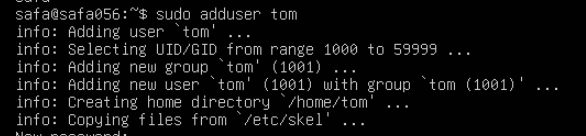 safa@safa056:~$ sudo adduser tom
info: Adding user `tom' ...
info: Selecting UID/GID from range 1000 to 59999 ...
info: Adding new group `tom' (1001) ...
info: Adding new user `tom' (1001) with group `tom (1001)' ...
info: Creating home directory `/home/tom' ...
info: Copying files from `/etc/skel' ...
New password: